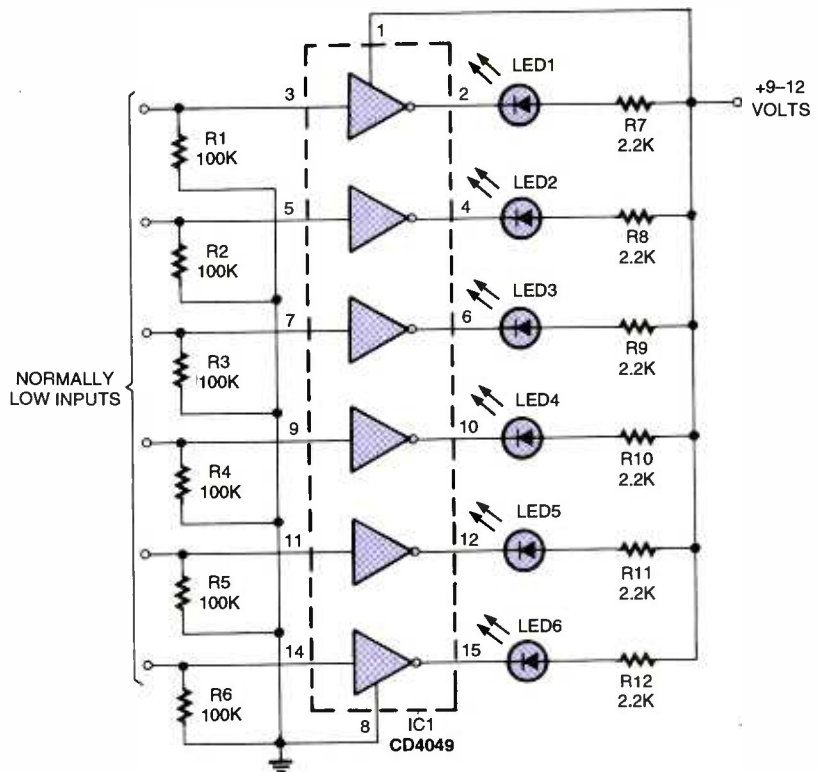 1
LED1
+9–12
VOLTS
3
2
R1
100K
R7
2.2K
LED2
5
4
R2
100K
R8
2.2K
LED3
7
6
R3
100K
R9
2.2K
NORMALLY
LOW INPUTS
LED4
9
10
R4
100K
R10
2.2K
LED5
11
12
R5
100K
R11
2.2K
LED6
14
15
R6
100K
R12
2.2K
8
IC1
CD4049